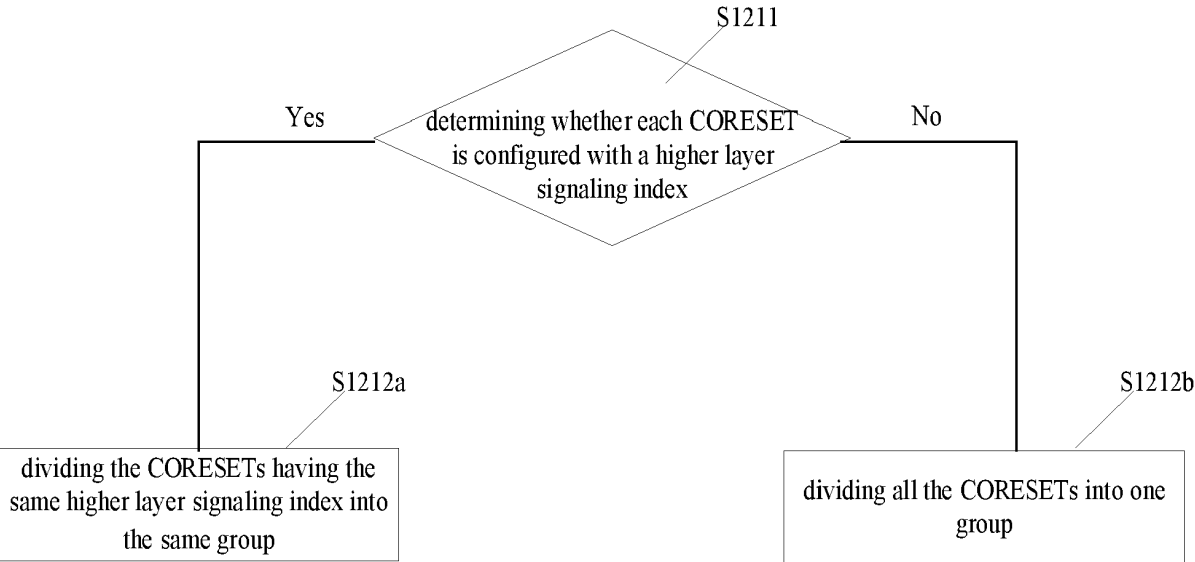 S1211
Yes
No
determining whether each CORESET
is configured with a higher layer
signaling index
S1212a
S1212b
dividing the CORESETs having the
same higher layer signaling index into
the same group
dividing all the CORESETs into one
group